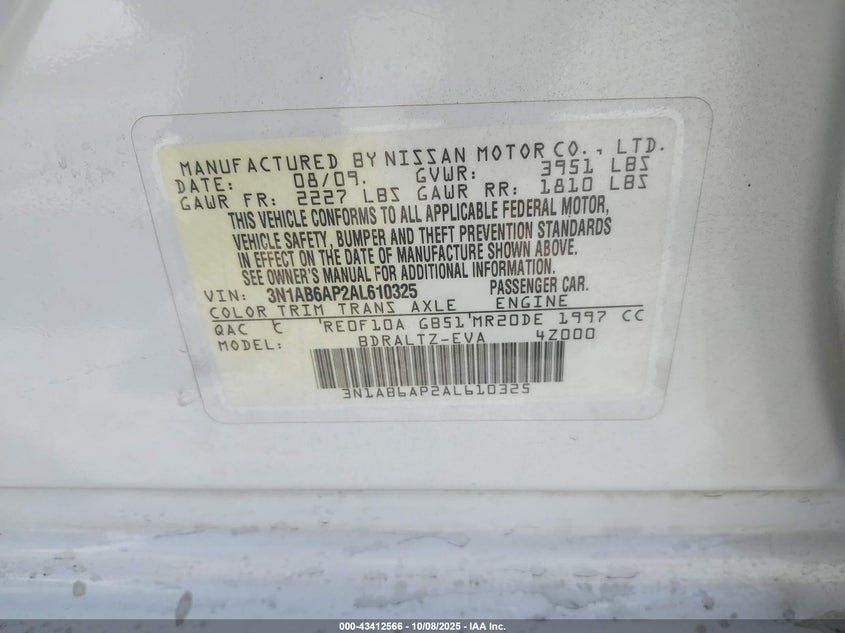 MANUFACTURED BY NISSAN MOTOR CO., LTD.
DATE: 08/09. GVWR: 3951 LBS
GAWR FR: 2227 LBS GAWR RR: 1810 LBS
THIS VEHICLE CONFORMS TO ALL APPLICABLE FEDERAL MOTOR,
VEHICLE SAFETY, BUMPER AND THEFT PREVENTION STANDARDS
IN EFFECT ON THE DATE OF MANUFACTURE SHOWN ABOVE.
SEE OWNER'S MANUAL FOR ADDITIONAL INFORMATION.
VIN: 3N1AB6AP2AL610325 PASSENGER CAR.
COLOR TRIM TRANS AXLE ENGINE
QAC C RE0F10A GB51 MR20DE 1997 CC
MODEL: BDRALTZ-EVA 4Z000
3N1AB6AP2AL610325
000-43412566 - 10/08/2025 - IAA Inc.